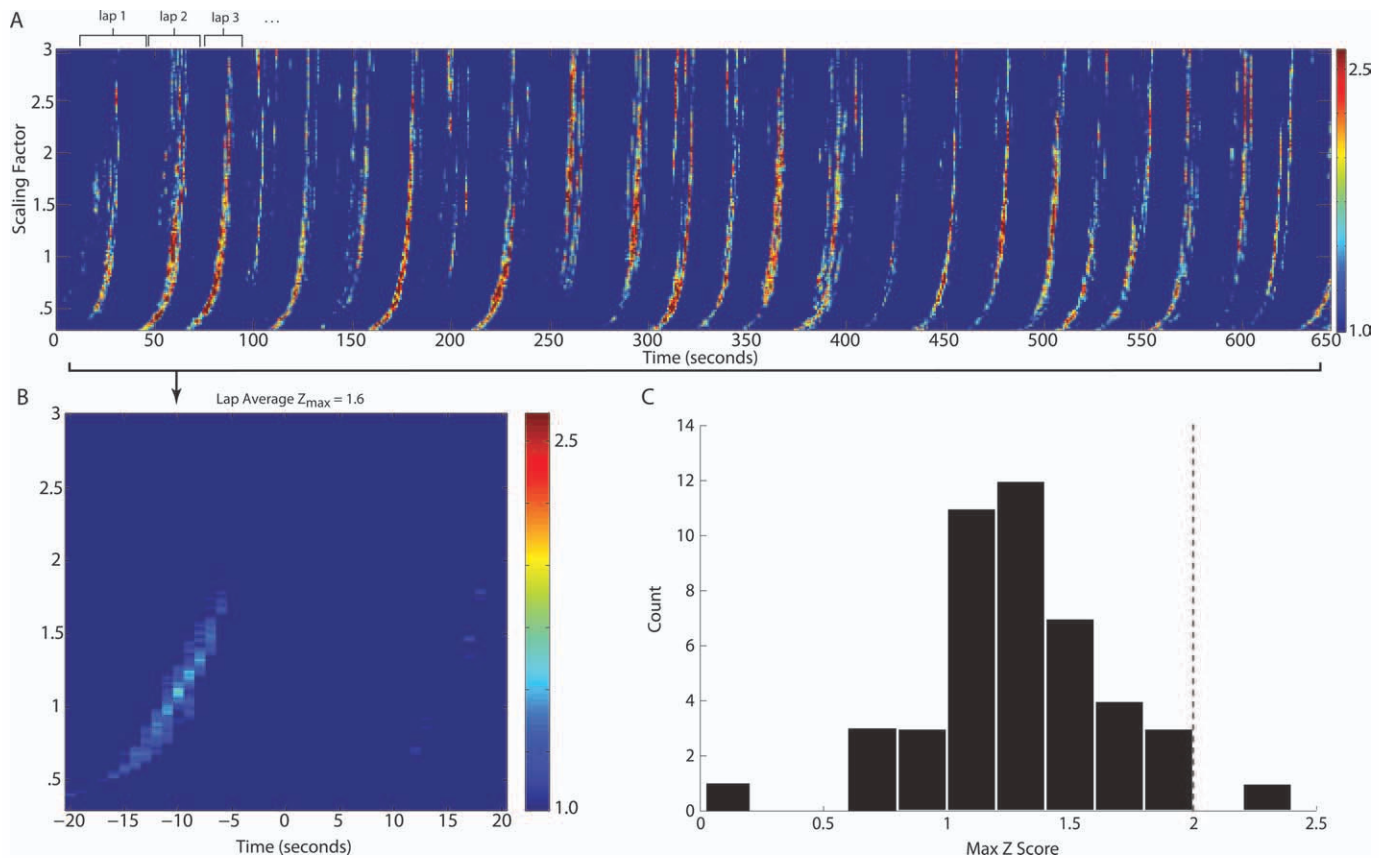 A
lap 1 lap 2 lap 3 ...
3
2.5
2
1.5
1
.5
Scaling Factor
0 50 100 150 200 250 300 350 400 450 500 550 600 650
Time (seconds)
2.5
1.0
B
Lap Average Zmax = 1.6
3
2.5
2
1.5
1
.5
−20 −15 −10 −5 0 5 10 15 20
Time (seconds)
2.5
1.0
C
14
12
10
8
6
4
2
0
Count
0 0.5 1 1.5 2 2.5
Max Z Score